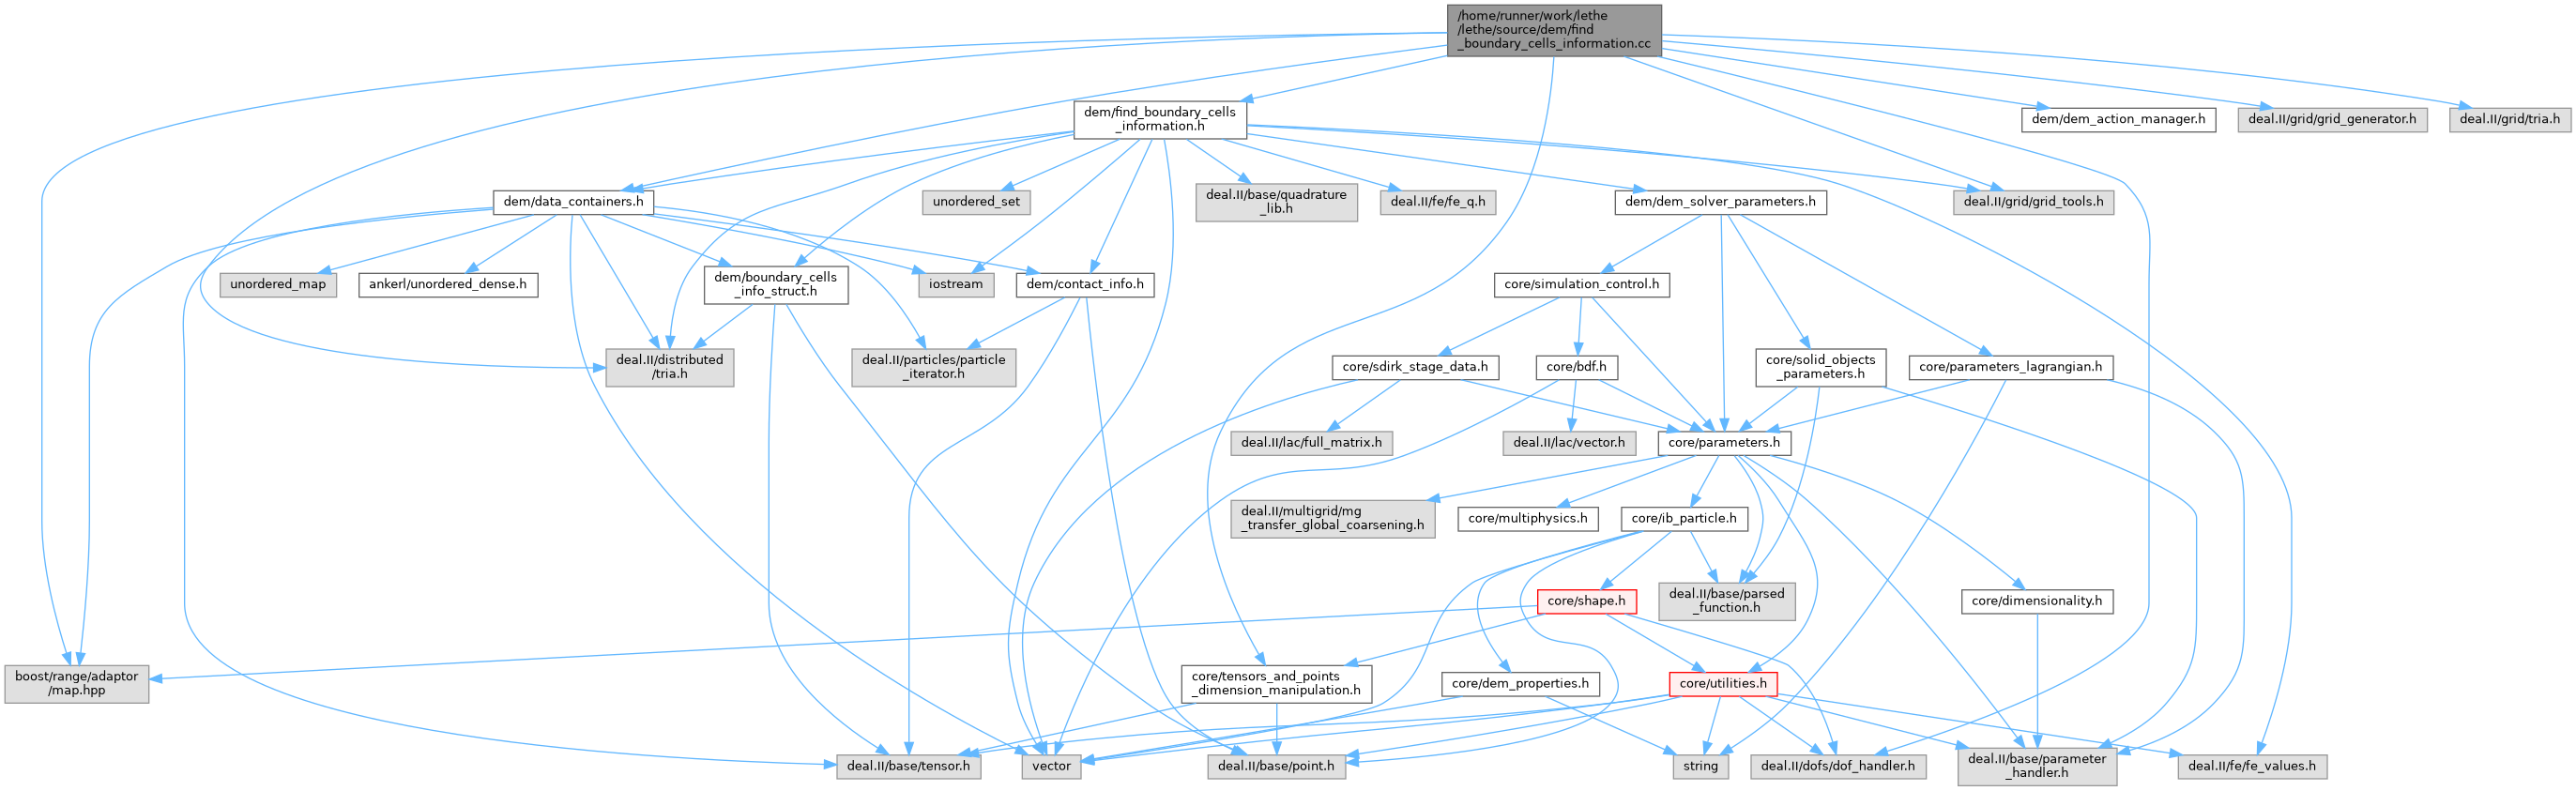 /home/runner/work/lethe
/lethe/source/dem/find
_boundary_cells_information.cc
dem/find_boundary_cells
_information.h
dem/dem_action_manager.h
deal.II/grid/grid_generator.h
deal.II/grid/tria.h
dem/data_containers.h
unordered_set
deal.II/base/quadrature
_lib.h
deal.II/fe/fe_q.h
dem/dem_solver_parameters.h
deal.II/grid/grid_tools.h
unordered_map
ankerl/unordered_dense.h
dem/boundary_cells
_info_struct.h
iostream
dem/contact_info.h
core/simulation_control.h
deal.II/distributed
/tria.h
deal.II/particles/particle
_iterator.h
core/sdirk_stage_data.h
core/bdf.h
core/solid_objects
_parameters.h
core/parameters_lagrangian.h
deal.II/lac/full_matrix.h
deal.II/lac/vector.h
core/parameters.h
deal.II/multigrid/mg
_transfer_global_coarsening.h
core/multiphysics.h
core/ib_particle.h
core/shape.h
deal.II/base/parsed
_function.h
core/dimensionality.h
boost/range/adaptor
/map.hpp
core/tensors_and_points
_dimension_manipulation.h
core/dem_properties.h
core/utilities.h
deal.II/base/tensor.h
vector
deal.II/base/point.h
string
deal.II/dofs/dof_handler.h
deal.II/base/parameter
_handler.h
deal.II/fe/fe_values.h